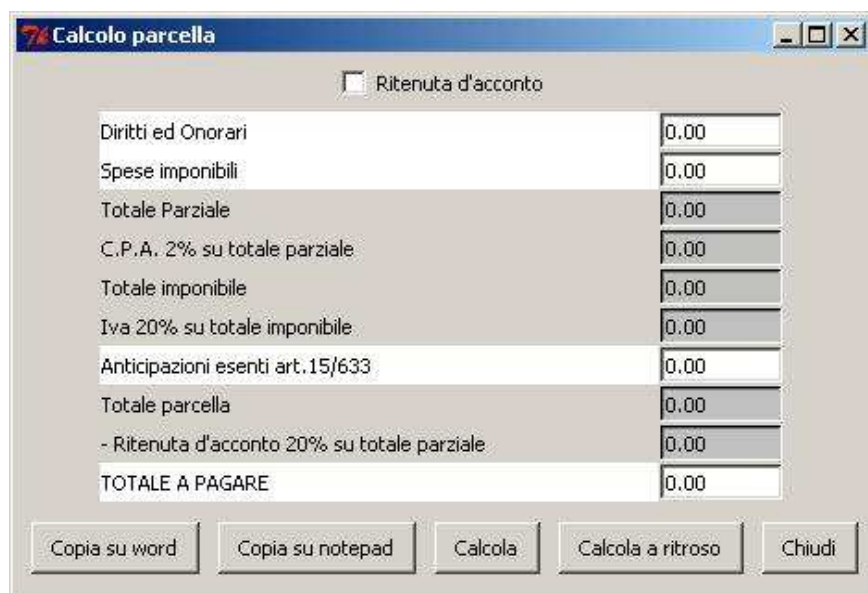 Calcolo parcella
Ritenuta d'acconto
Diritti ed Onorari 0.00
Spese imponibili 0.00
Totale Parziale 0.00
C.P.A. 2% su totale parziale 0.00
Totale imponibile 0.00
Iva 20% su totale imponibile 0.00
Anticipazioni esenti art.15/633 0.00
Totale parcella 0.00
- Ritenuta d'acconto 20% su totale parziale 0.00
TOTALE A PAGARE 0.00
Copia su word Copia su notepad Calcola Calcola a ritroso Chiudi